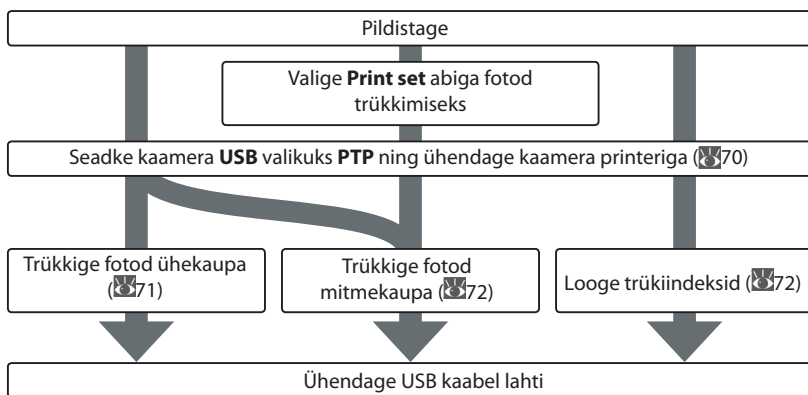 Pildistage
Valige Print set abiga fotod
trükkimiseks
Seadke kaamera USB valikuks PTP ning ühendage kaamera printeriga (70)
Trükkige fotod ühekaupa
(71)
Trükkige fotod
mitmekaupa (72)
Looge trükiindeksid (72)
Ühendage USB kaabel lahti